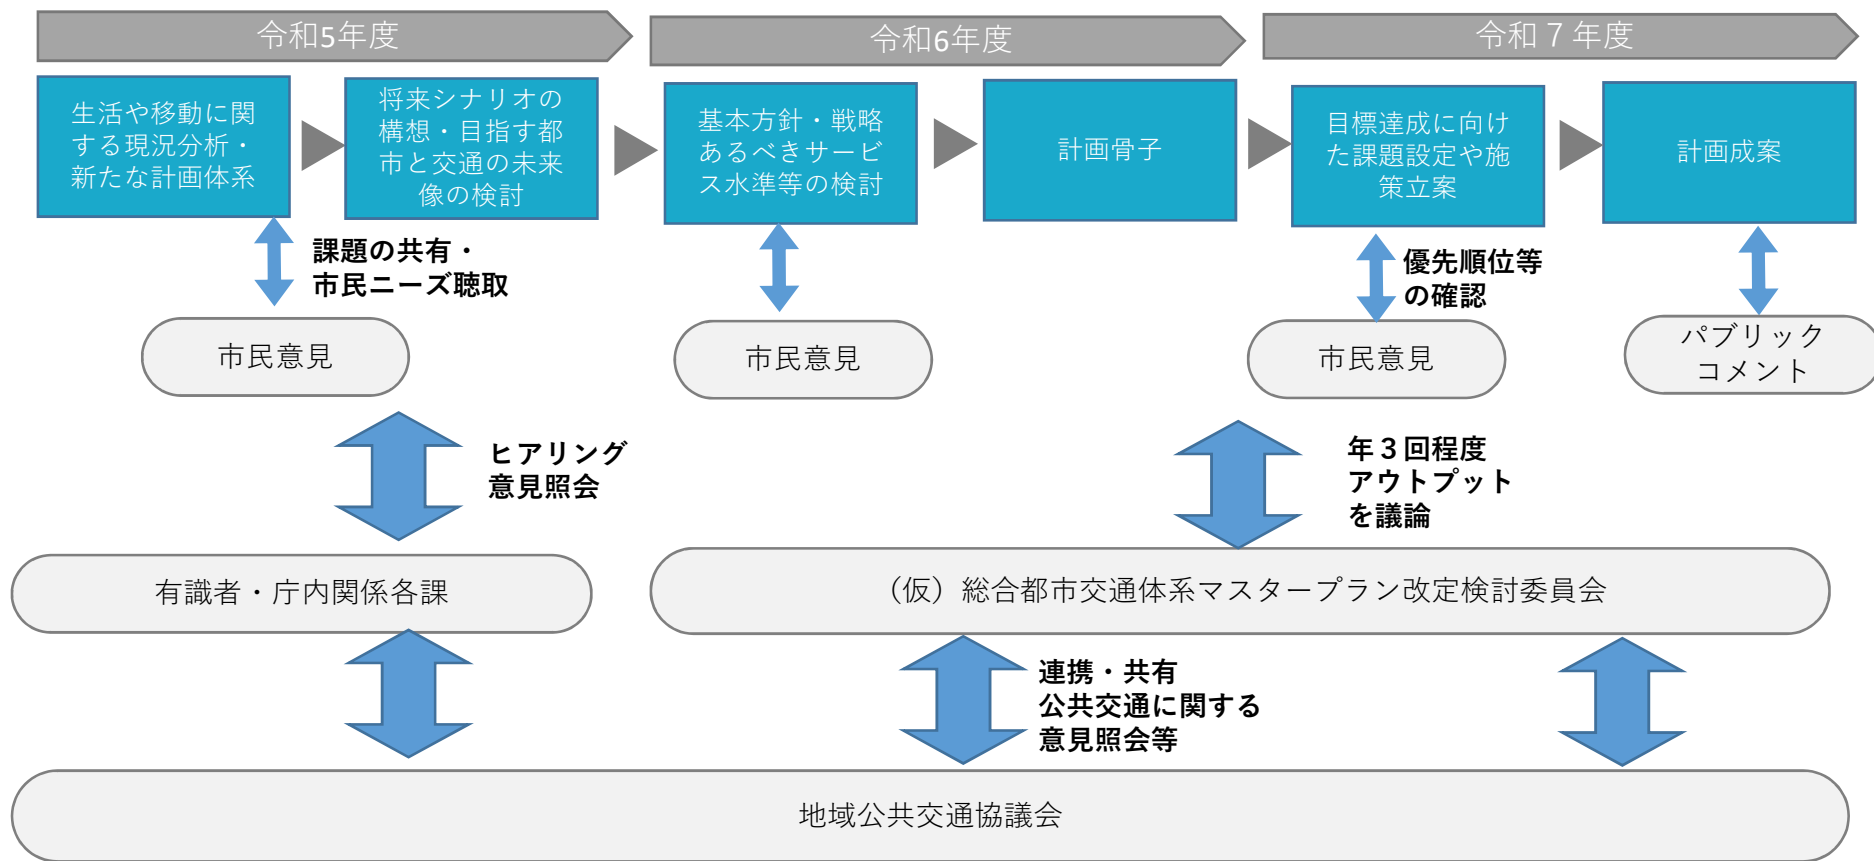 令和5年度
令和6年度
令和７年度
生活や移動に関
する現況分析・
新たな計画体系
将来シナリオの
構想・目指す都
市と交通の未来
像の検討
基本方針・戦略
あるべきサービ
ス水準等の検討
計画骨子
目標達成に向け
た課題設定や施
策立案
計画成案
課題の共有・
市民ニーズ聴取
優先順位等
の確認
市民意見
市民意見
市民意見
パブリック
コメント
ヒアリング
意見照会
年３回程度
アウトプット
を議論
有識者・庁内関係各課
（仮）総合都市交通体系マスタープラン改定検討委員会
連携・共有
公共交通に関する
意見照会等
地域公共交通協議会